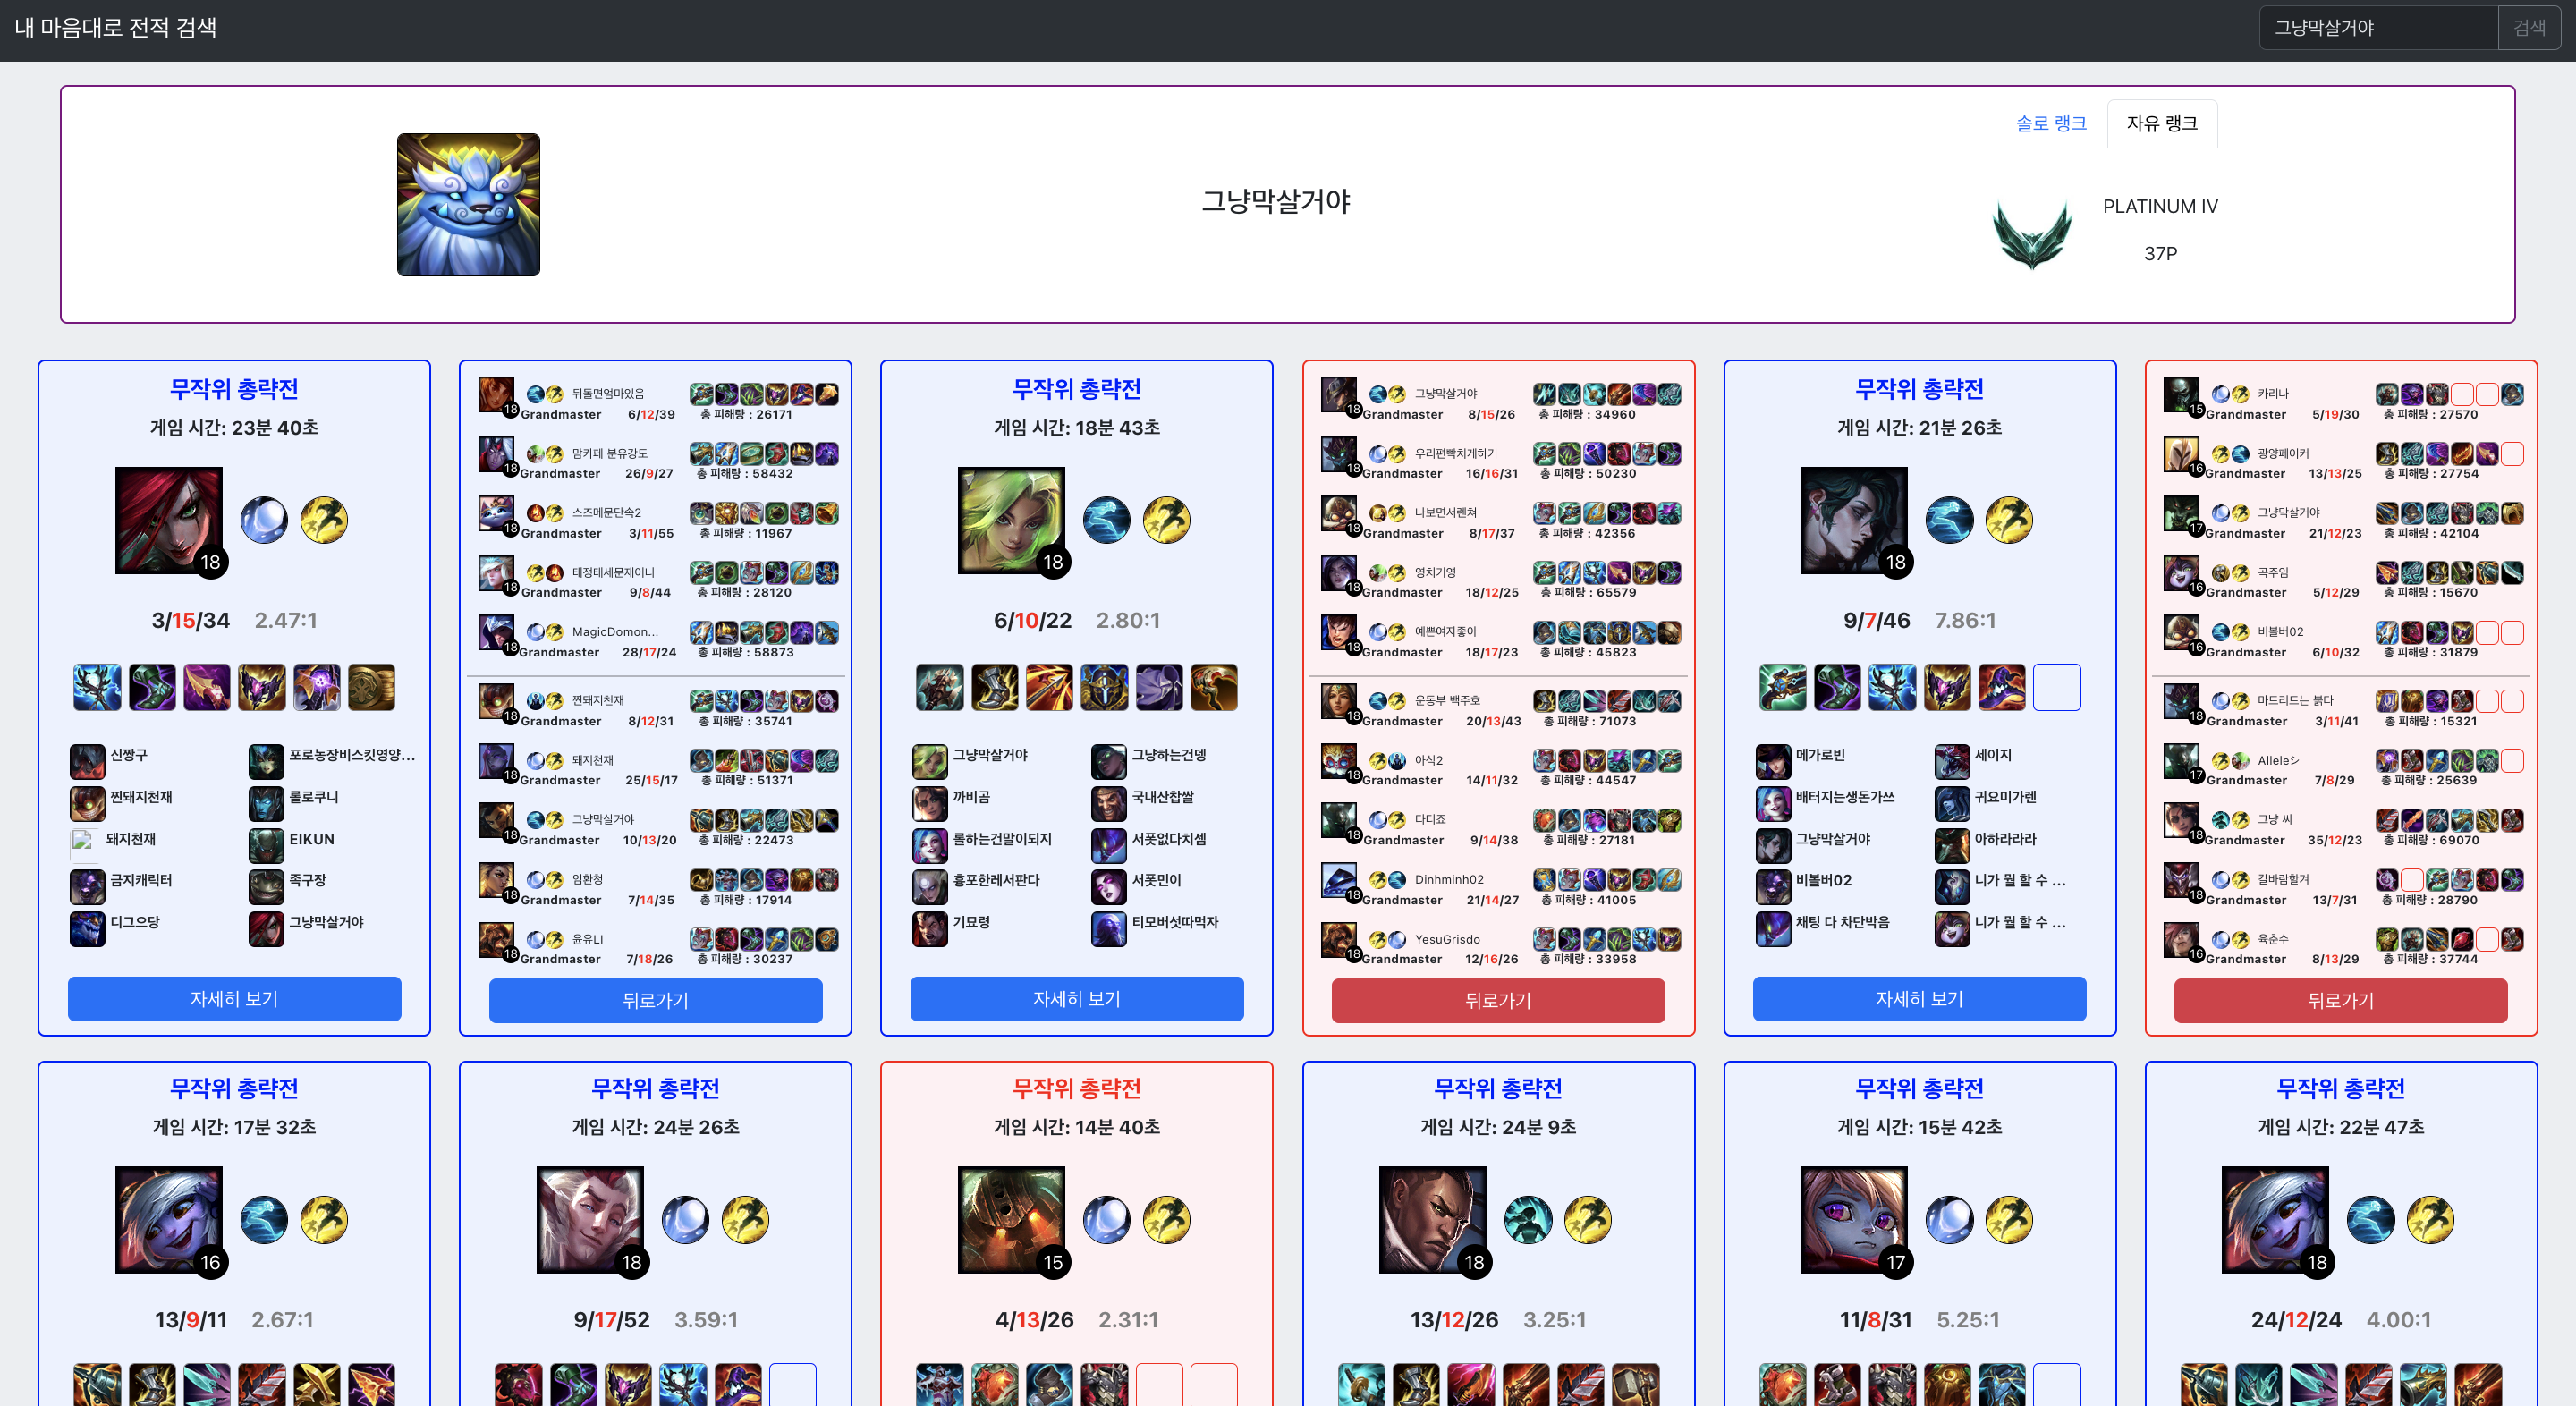 내 마음대로 전적 검색
그냥막살거야 검색
솔로 랭크 자유 랭크
그냥막살거야
PLATINUM IV
37P
무작위 총략전
게임 시간: 23분 40초
18
3/15/34 2.47:1
신짱구 포로농장비스킷영양...
찐돼지천재 롤로쿠니
돼지천재 EIKUN
금지캐릭터 족구장
디그으당 그냥막살거야
자세히 보기
18 뒤돌면엄마있음
Grandmaster 6/12/39 총 피해량 : 26171
18 맘카페 분유강도
Grandmaster 26/9/27 총 피해량 : 58432
18 스즈메문단속2
Grandmaster 3/11/55 총 피해량 : 11967
18 태정태세문재이니
Grandmaster 9/8/44 총 피해량 : 28120
18 MagicDomon...
Grandmaster 28/17/24 총 피해량 : 58873
18 찐돼지천재
Grandmaster 8/12/31 총 피해량 : 35741
18 돼지천재
Grandmaster 25/15/17 총 피해량 : 51371
18 그냥막살거야
Grandmaster 10/13/20 총 피해량 : 22473
18 임환청
Grandmaster 7/14/35 총 피해량 : 17914
18 윤유LI
Grandmaster 7/18/26 총 피해량 : 30237
뒤로가기
무작위 총략전
게임 시간: 18분 43초
18
6/10/22 2.80:1
그냥막살거야 그냥하는건뎅
까비곰 국내산찹쌀
롤하는건말이되지 서폿없다치셈
흉포한레서판다 서폿민이
기묘령 티모버섯따먹자
자세히 보기
18 그냥막살거야
Grandmaster 8/15/26 총 피해량 : 34960
18 우리편빡치게하기
Grandmaster 16/16/31 총 피해량 : 50230
18 나보면서렌쳐
Grandmaster 8/17/37 총 피해량 : 42356
18 영치기영
Grandmaster 18/12/25 총 피해량 : 65579
18 예쁜여자좋아
Grandmaster 18/17/23 총 피해량 : 45823
18 운동부 백주호
Grandmaster 20/13/43 총 피해량 : 71073
18 아식2
Grandmaster 14/11/32 총 피해량 : 44547
18 다디죠
Grandmaster 9/14/38 총 피해량 : 27181
18 Dinhminh02
Grandmaster 21/14/27 총 피해량 : 41005
18 YesuGrisdo
Grandmaster 12/16/26 총 피해량 : 33958
뒤로가기
무작위 총략전
게임 시간: 21분 26초
18
9/7/46 7.86:1
메가로빈 세이지
배터지는생돈가쓰 귀요미가렌
그냥막살거야 아하라라라
비볼버02 니가 뭘 할 수 ...
채팅 다 차단박음 니가 뭘 할 수 ...
자세히 보기
15 카리나
Grandmaster 5/19/30 총 피해량 : 27570
16 광양페이커
Grandmaster 13/13/25 총 피해량 : 27754
17 그냥막살거야
Grandmaster 21/12/23 총 피해량 : 42104
16 곡주임
Grandmaster 5/12/29 총 피해량 : 15670
16 비볼버02
Grandmaster 6/10/32 총 피해량 : 31879
18 마드리드는 붉다
Grandmaster 3/11/41 총 피해량 : 15321
17 Alleleシ
Grandmaster 7/8/29 총 피해량 : 25639
18 그냥 씨
Grandmaster 35/12/23 총 피해량 : 69070
18 칼바람할겨
Grandmaster 13/7/31 총 피해량 : 28790
16 육춘수
Grandmaster 8/13/29 총 피해량 : 37744
뒤로가기
무작위 총략전
게임 시간: 17분 32초
16
13/9/11 2.67:1
무작위 총략전
게임 시간: 24분 26초
18
9/17/52 3.59:1
무작위 총략전
게임 시간: 14분 40초
15
4/13/26 2.31:1
무작위 총략전
게임 시간: 24분 9초
18
13/12/26 3.25:1
무작위 총략전
게임 시간: 15분 42초
17
11/8/31 5.25:1
무작위 총략전
게임 시간: 22분 47초
18
24/12/24 4.00:1